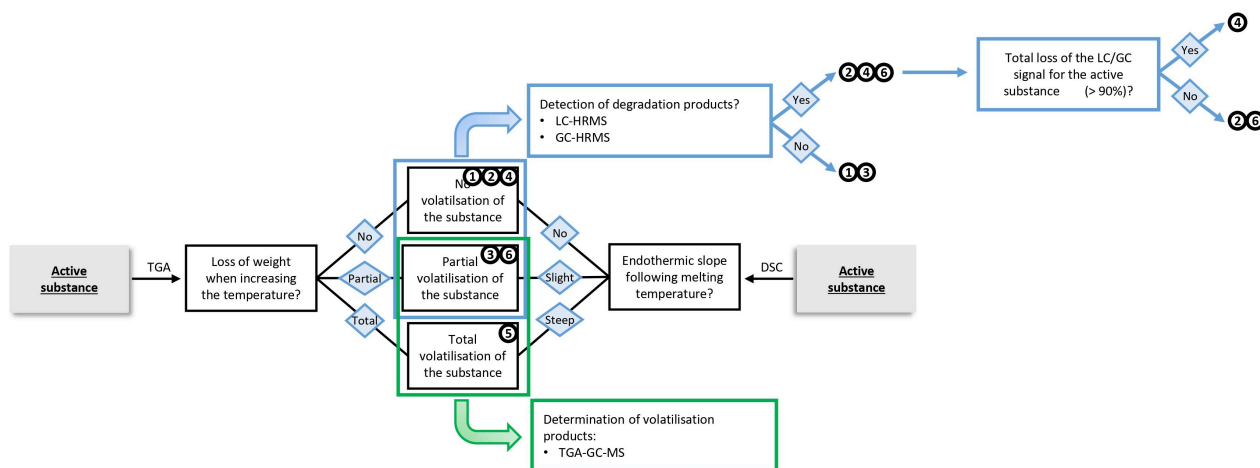 Active
substance
TGA
Loss of weight
when increasing
the temperature?
No
Partial
Total
①②④
No
volatilisation of
the substance
③⑥
Partial
volatilisation of
the substance
⑤
Total
volatilisation of
the substance
No
Slight
Steep
Endothermic slope
following melting
temperature?
DSC
Active
substance
Detection of degradation products?
• LC-HRMS
• GC-HRMS
Yes
②④⑥
No
①③
Total loss of the LC/GC
signal for the active
substance (> 90%)?
Yes
④
No
②⑥
Determination of volatilisation
products:
• TGA-GC-MS